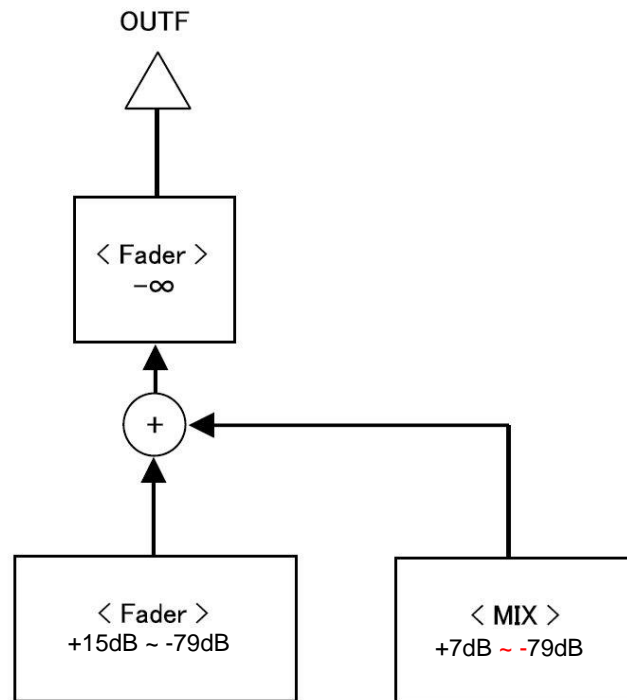 OUTF
< Fader >
-∞
+
< Fader >
+15dB ~ -79dB
< MIX >
+7dB ~ -79dB